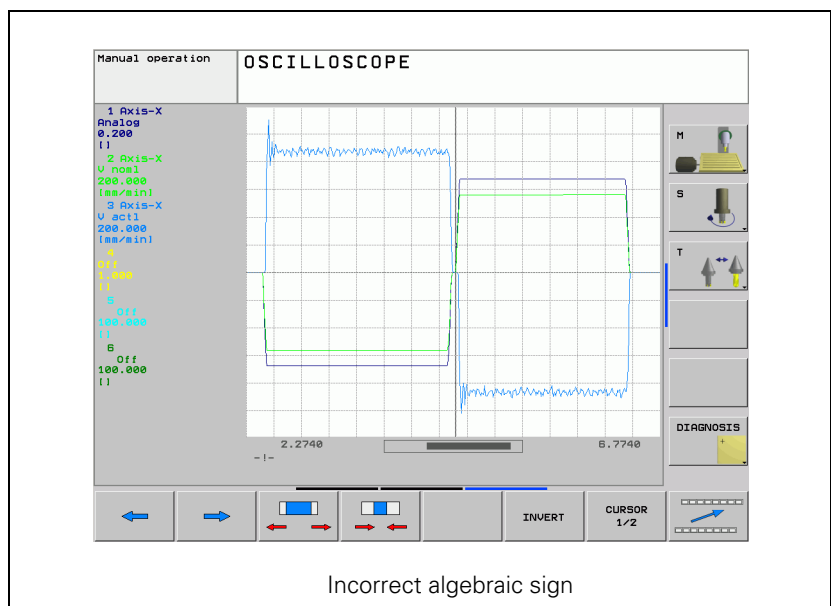 Manual operation
OSCILLOSCOPE
1 Axis-X
Analog
0.200
[]
2 Axis-X
V noml
200.000
[mm/min]
3 Axis-X
V actl
200.000
[mm/min]
4
Off
1.000
[]
5
Off
100.000
[]
6
Off
100.000
[]
M
S
T
DIAGNOSIS
2.2740
6.7740
-!-
INVERT
CURSOR
1/2
Incorrect algebraic sign